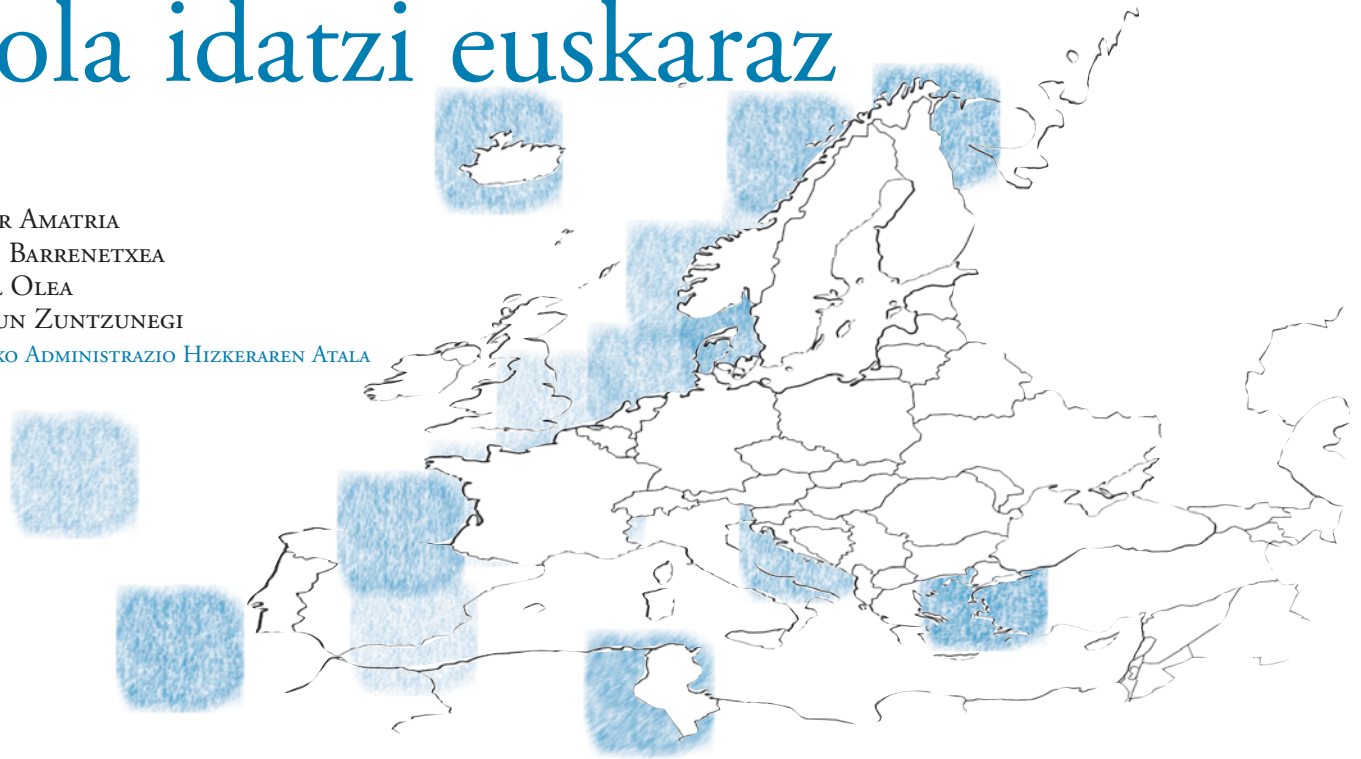 ola idatzi euskaraz
R AMATRIA
BARRENETXEA
L OLEA
UN ZUNTZUNEGI
KO ADMINISTRAZIO HIZKERAREN ATALA